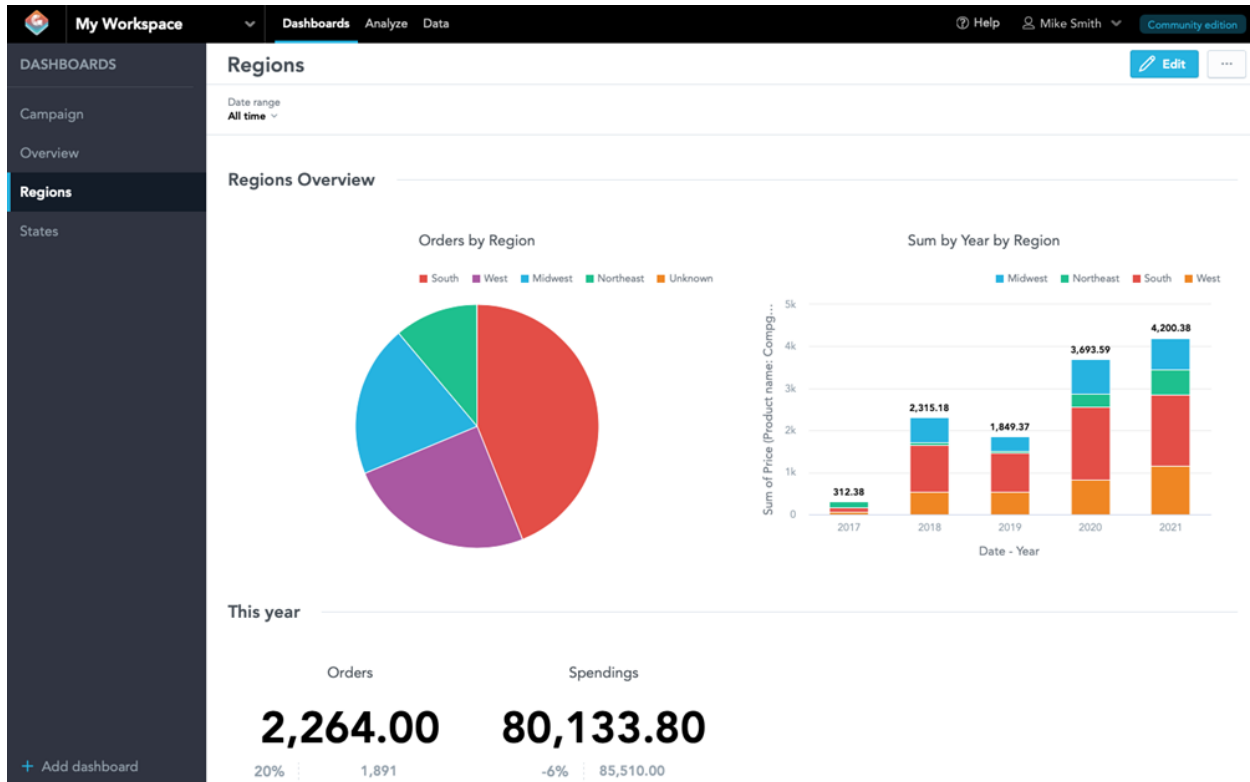 My Workspace
Dashboards Analyze Data
Help
Mike Smith
Community edition
DASHBOARDS
Campaign
Overview
Regions
States
+ Add dashboard
Regions
Edit
...
Date range
All time
Regions Overview
Orders by Region
South West Midwest Northeast Unknown
Sum by Year by Region
Midwest Northeast South West
Sum of Price (Product name: Compg...
5k
4k
3k
2k
1k
0
312.38
2,315.18
1,849.37
3,693.59
4,200.38
2017 2018 2019 2020 2021
Date - Year
This year
Orders
2,264.00
20% 1,891
Spendings
80,133.80
-6% 85,510.00